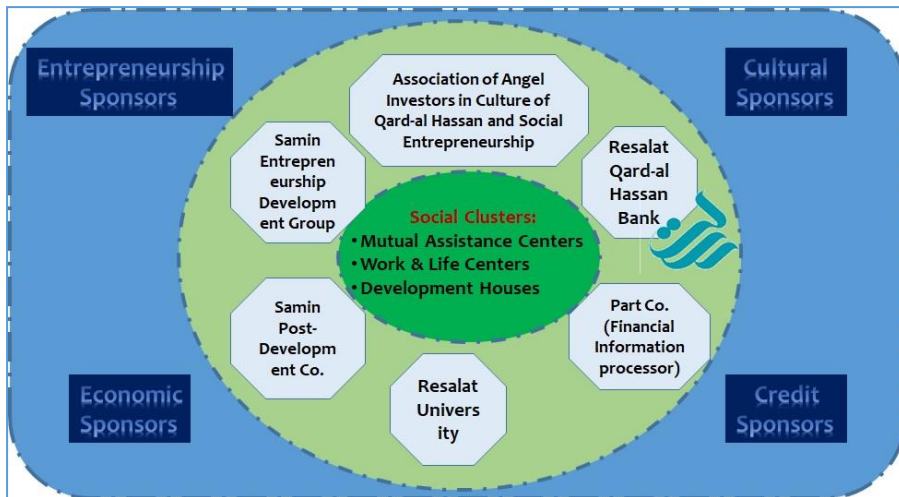 Entrepreneurship
Sponsors
Cultural
Sponsors
Association of Angel
Investors in Culture of
Qard-al Hassan and Social
Entrepreneurship
Samin
Entrepren
eurship
Developm
ent Group
Resalat
Qard-al
Hassan
Bank
Social Clusters:
• Mutual Assistance Centers
• Work & Life Centers
• Development Houses
Samin
Post-
Developm
ent Co.
Part Co.
(Financial
Information
processor)
Resalat
Univers
ity
Economic
Sponsors
Credit
Sponsors